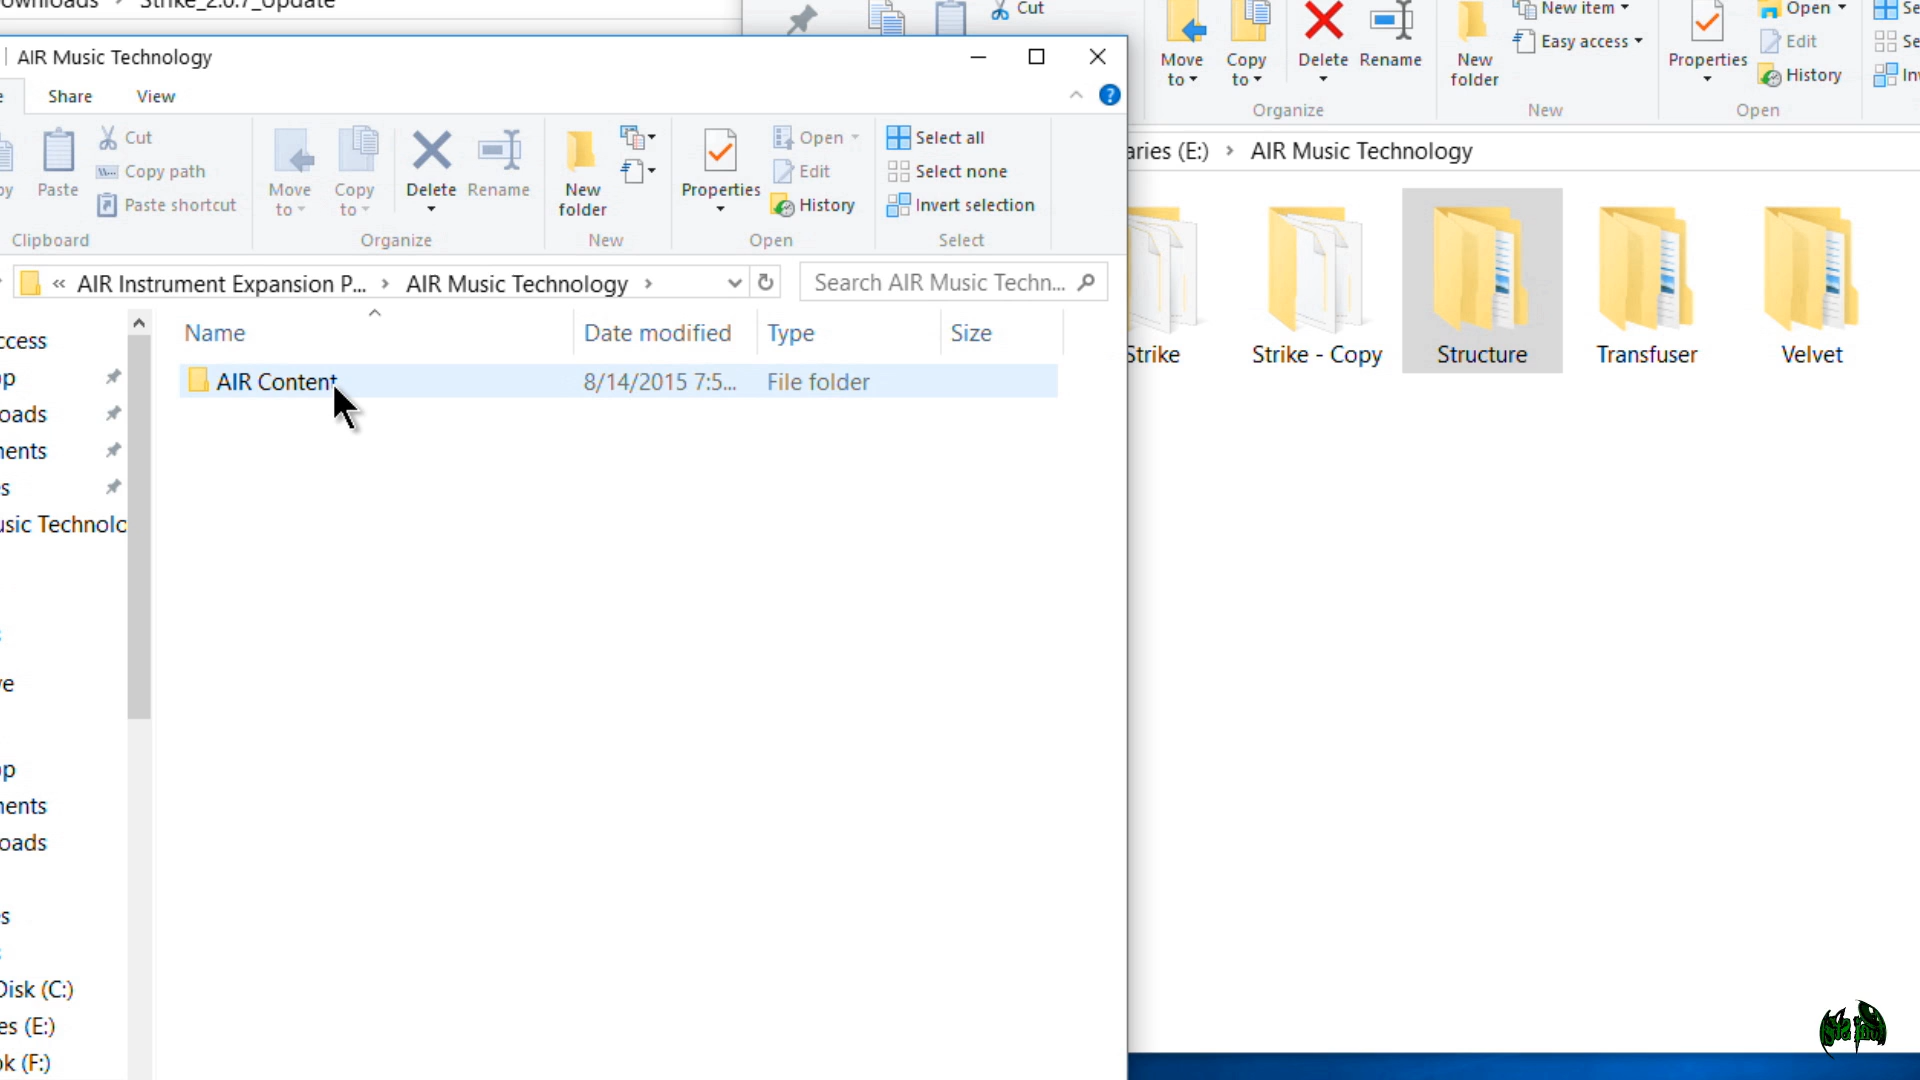 Strike_2.0.7_Update
Cut
New item
Open
Move to
Copy to
Delete
Rename
New folder
Easy access
Properties
Edit
History
Organize
New
Open
AIR Music Technology
Share
View
Cut
Copy path
Paste shortcut
Paste
Clipboard
Move to
Copy to
Delete
Rename
Organize
New folder
New
Properties
Open
Edit
History
Open
Select all
Select none
Invert selection
Select
« AIR Instrument Expansion P... › AIR Music Technology ›
Search AIR Music Techn...
aries (E:) › AIR Music Technology
Name
Date modified
Type
Size
AIR Content
8/14/2015 7:5...
File folder
Strike
Strike - Copy
Structure
Transfuser
Velvet
ccess
oads
ents
usic Technolo
ents
oads
Disk (C:)
es (E:)
k (F:)